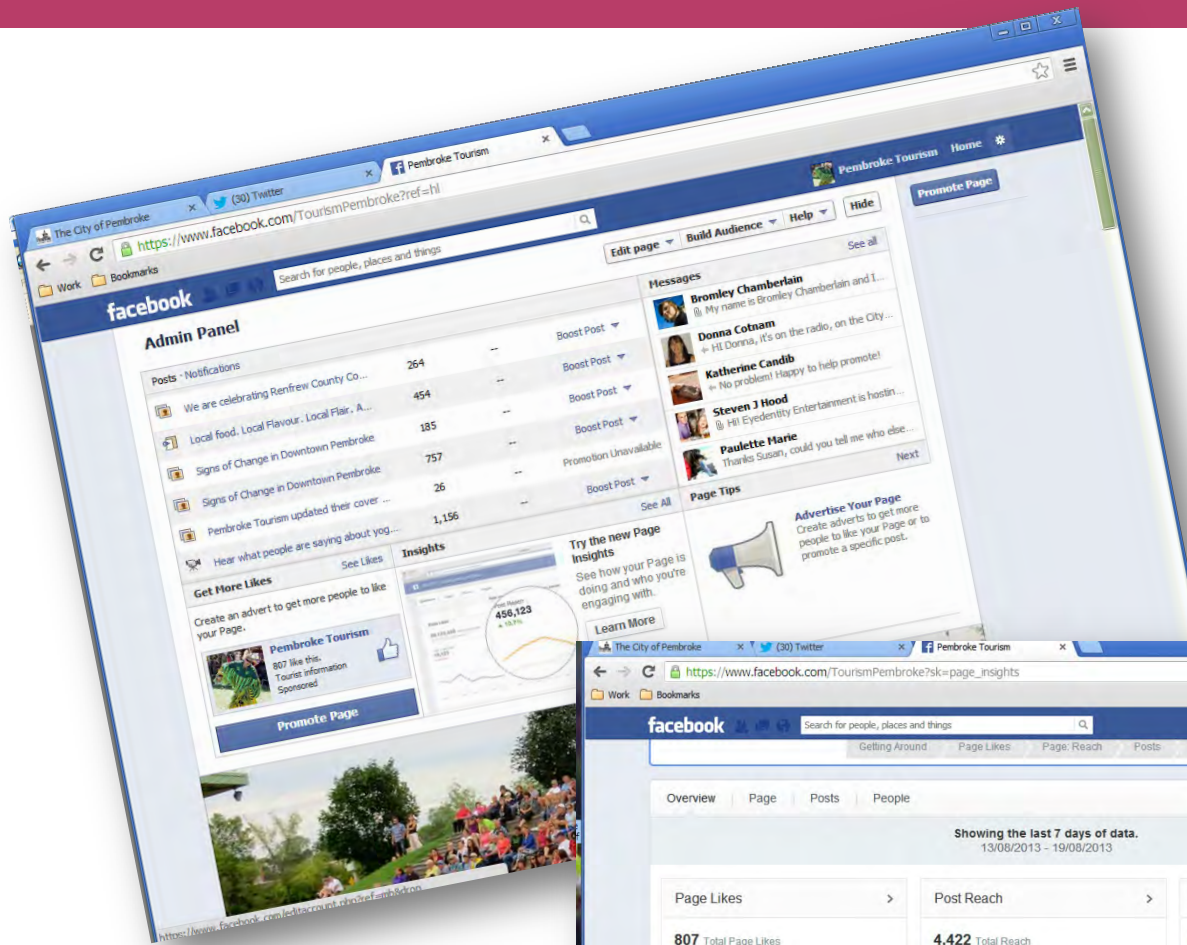 The City of Pembroke
(30) Twitter
Pembroke Tourism
https://www.facebook.com/TourismPembroke?ref=hl
Work
Bookmarks
facebook
Search for people, places and things
Pembroke Tourism Home
Promote Page
Admin Panel
Edit page
Build Audience
Help
Hide
Posts · Notifications
We are celebrating Renfrew County Co... 264 -- Boost Post
Local food. Local Flavour. Local Flair. A... 454 -- Boost Post
Signs of Change in Downtown Pembroke 185 -- Boost Post
Signs of Change in Downtown Pembroke 757 -- Boost Post
Pembroke Tourism updated their cover ... 26 -- Promotion Unavailable
Hear what people are saying about yog... 1,156 -- Boost Post
Messages See all
Bromley Chamberlain
My name is Bromley Chamberlain and I...
Donna Cotnam
HI Donna, it's on the radio, on the City...
Katherine Candib
No problem! Happy to help promote!
Steven J Hood
Hi! Eyedentity Entertainment is hostin...
Paulette Marie
Thanks Susan, could you tell me who else...
Next
Get More Likes See Likes
Create an advert to get more people to like
your Page.
Pembroke Tourism
807 like this.
Tourist information
Sponsored
Promote Page
Insights See All
Post Reach
456,123
Try the new Page
Insights
See how your Page is
doing and who you're
engaging with.
Learn More
Page Tips
Advertise Your Page
Create adverts to get more
people to like your Page or to
promote a specific post.
https://www.facebook.com/editaccount.php?ref=mb&drop
The City of Pembroke
(30) Twitter
Pembroke Tourism
https://www.facebook.com/TourismPembroke?sk=page_insights
Work
Bookmarks
facebook
Search for people, places and things
Getting Around Page Likes Page Reach Posts
Overview Page Posts People
Showing the last 7 days of data.
13/08/2013 - 19/08/2013
Page Likes
Post Reach
807 Total Page Likes
4,422 Total Reach